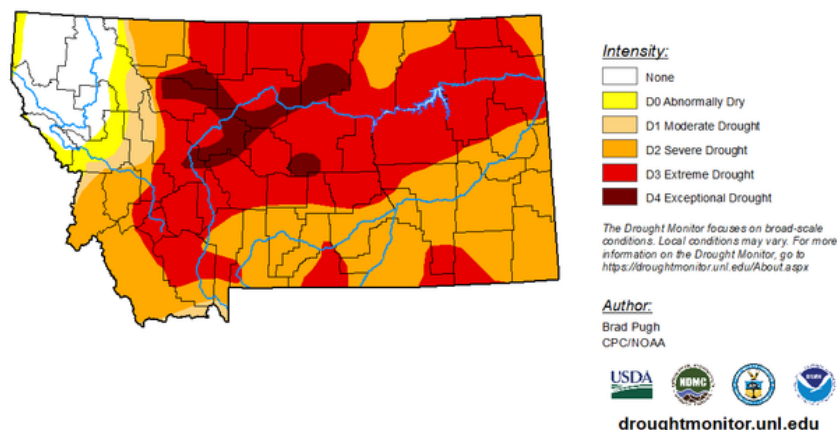 Intensity:
None
D0 Abnormally Dry
D1 Moderate Drought
D2 Severe Drought
D3 Extreme Drought
D4 Exceptional Drought
The Drought Monitor focuses on broad-scale
conditions. Local conditions may vary. For more
information on the Drought Monitor, go to
https://droughtmonitor.unl.edu/About.aspx
Author:
Brad Pugh
CPC/NOAA
USDA
NDMC
droughtmonitor.unl.edu